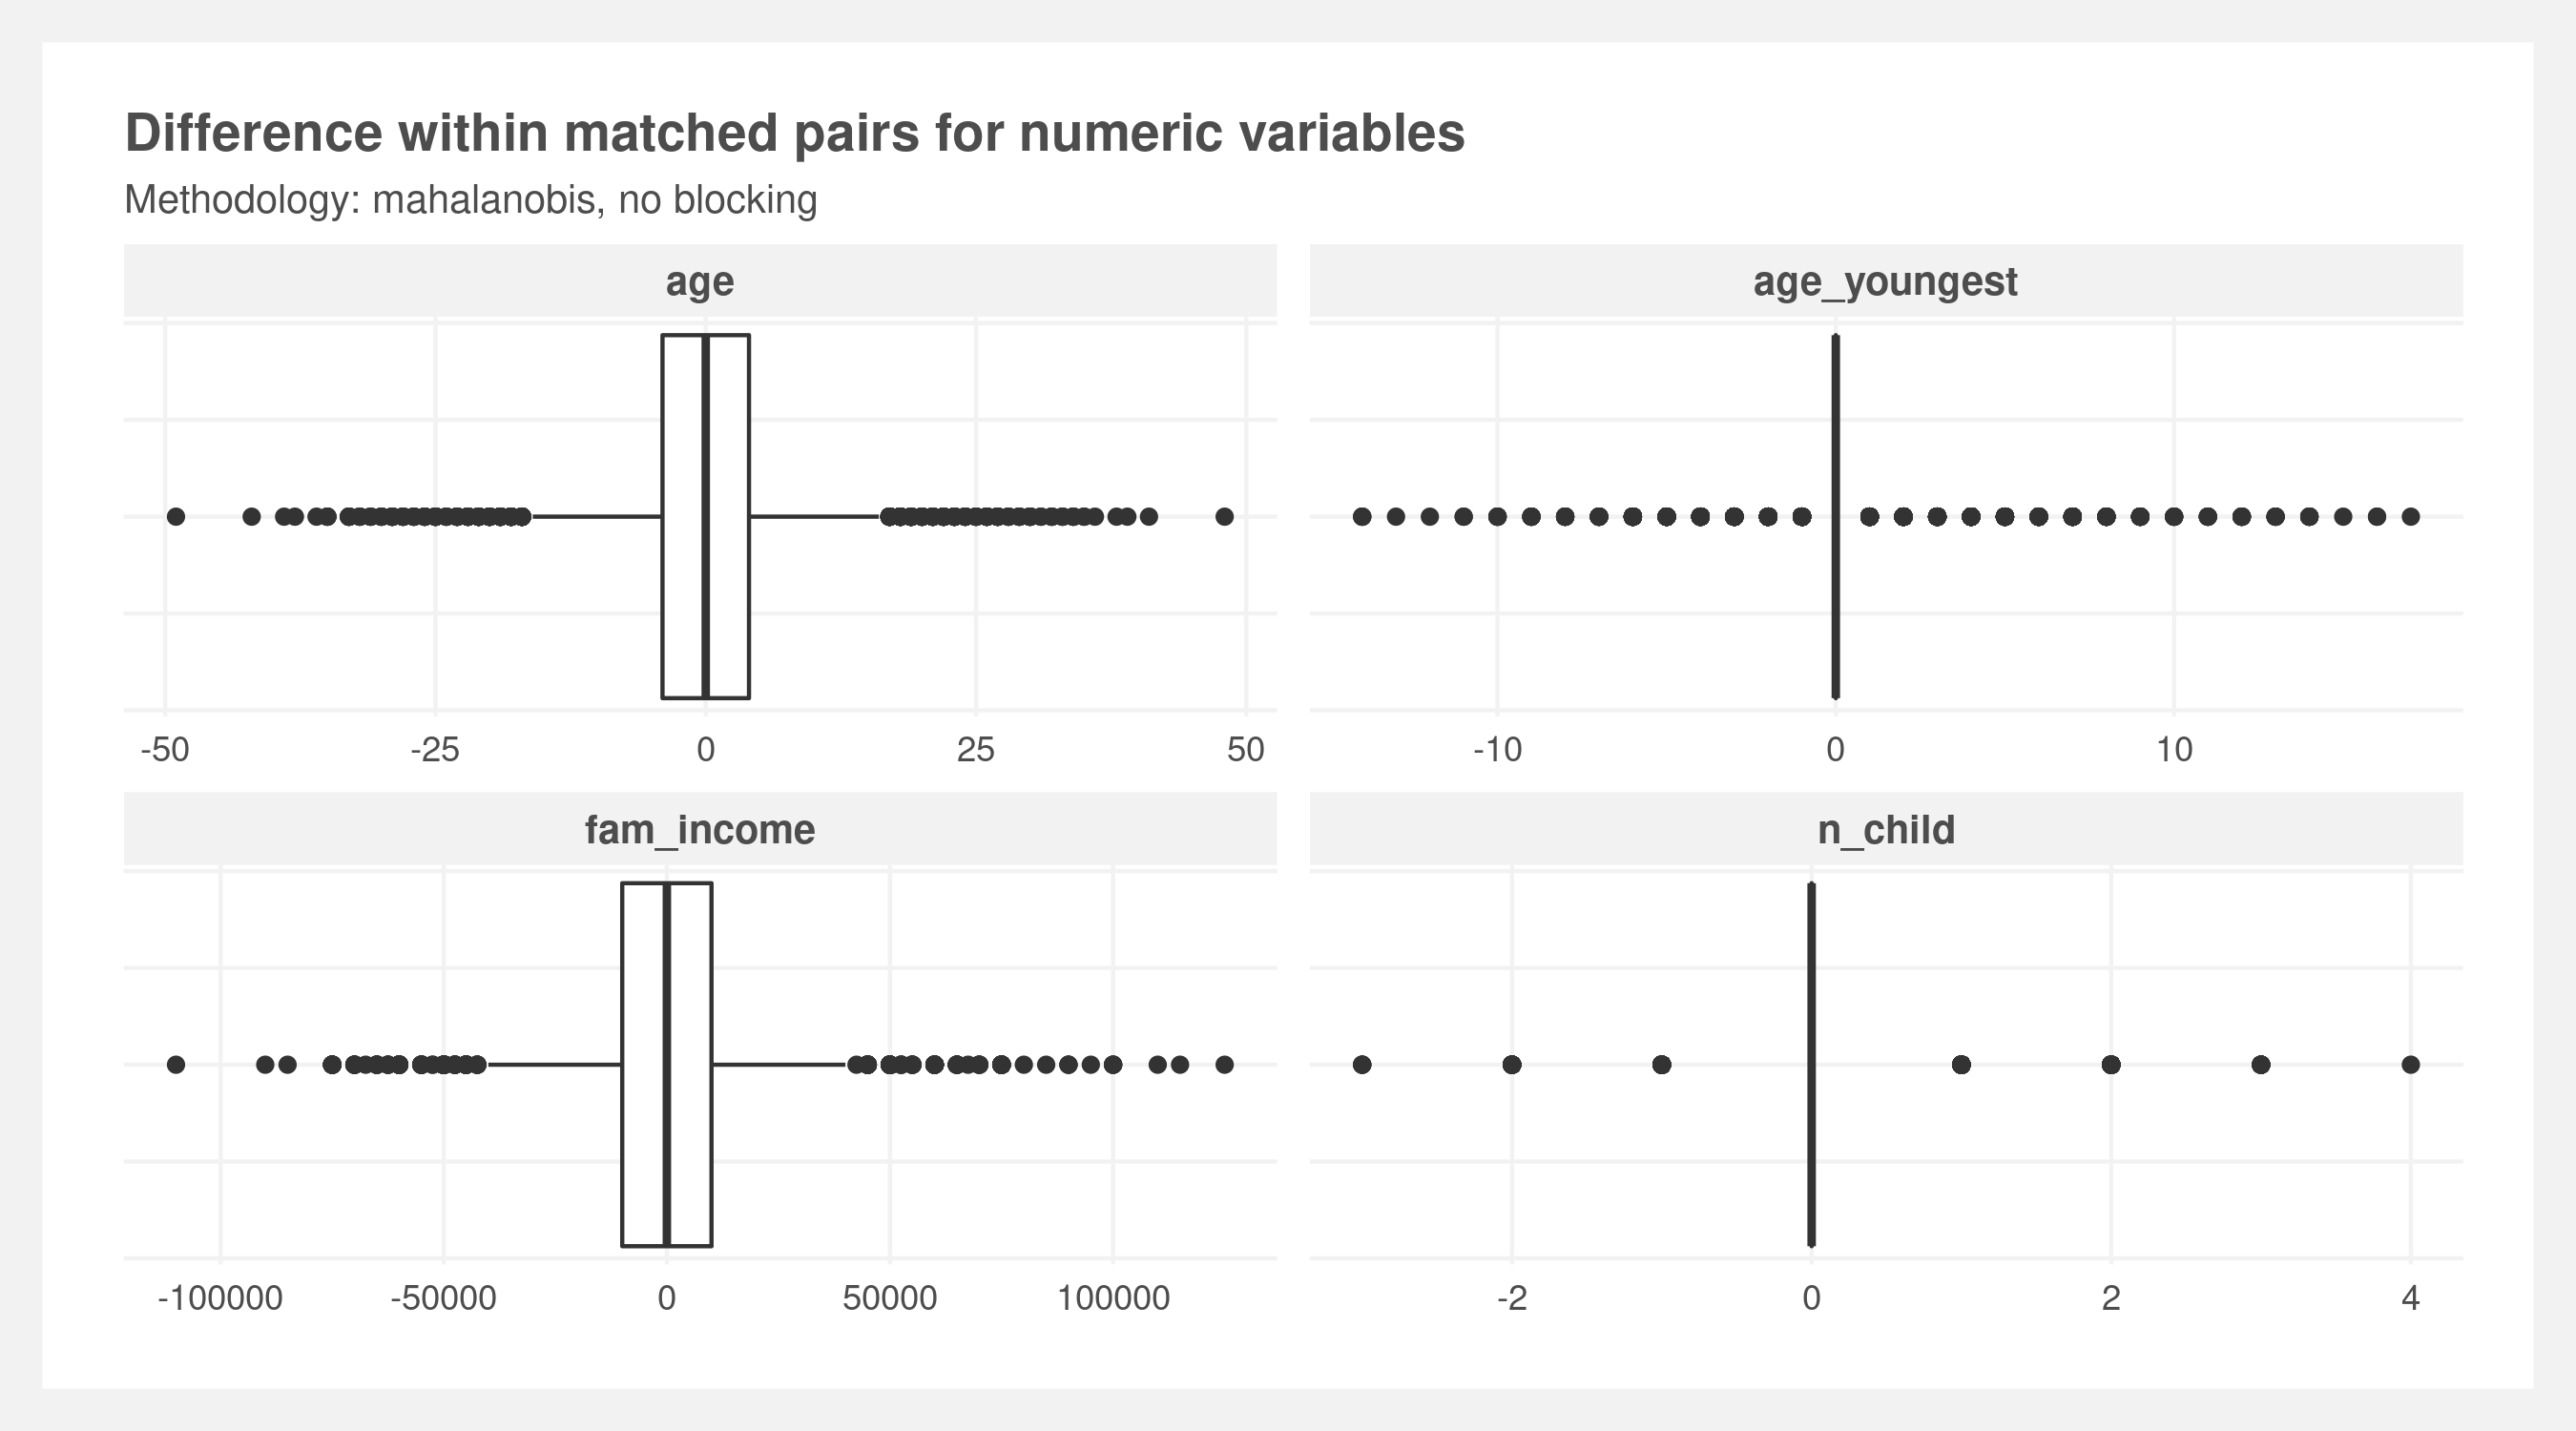 Difference within matched pairs for numeric variables
Methodology: mahalanobis, no blocking
age
age_youngest
-50 -25 0 25 50
-10 0 10
fam_income
n_child
-100000 -50000 0 50000 100000
-2 0 2 4